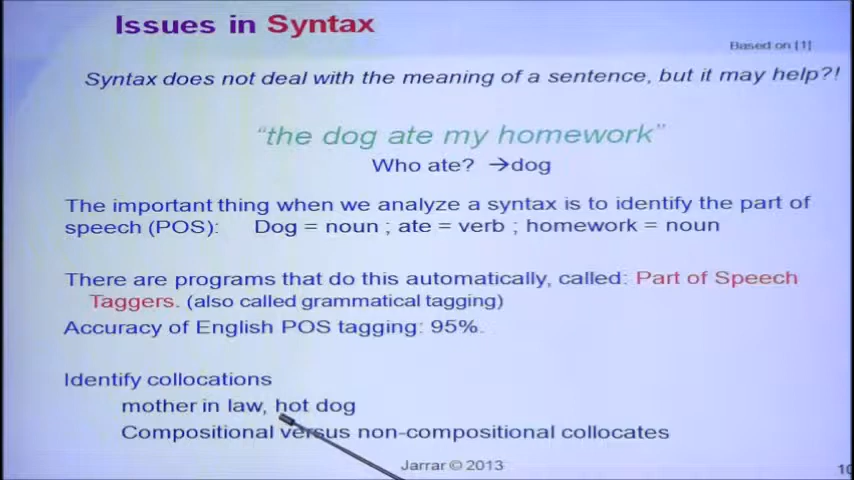 Issues in Syntax
Based on [1]
Syntax does not deal with the meaning of a sentence, but it may help?!
“the dog ate my homework”
Who ate? →dog
The important thing when we analyze a syntax is to identify the part of
speech (POS): Dog = noun ; ate = verb ; homework = noun
There are programs that do this automatically, called: Part of Speech
Taggers. (also called grammatical tagging)
Accuracy of English POS tagging: 95%.
Identify collocations
mother in law, hot dog
Compositional versus non-compositional collocates
Jarrar © 2013
10